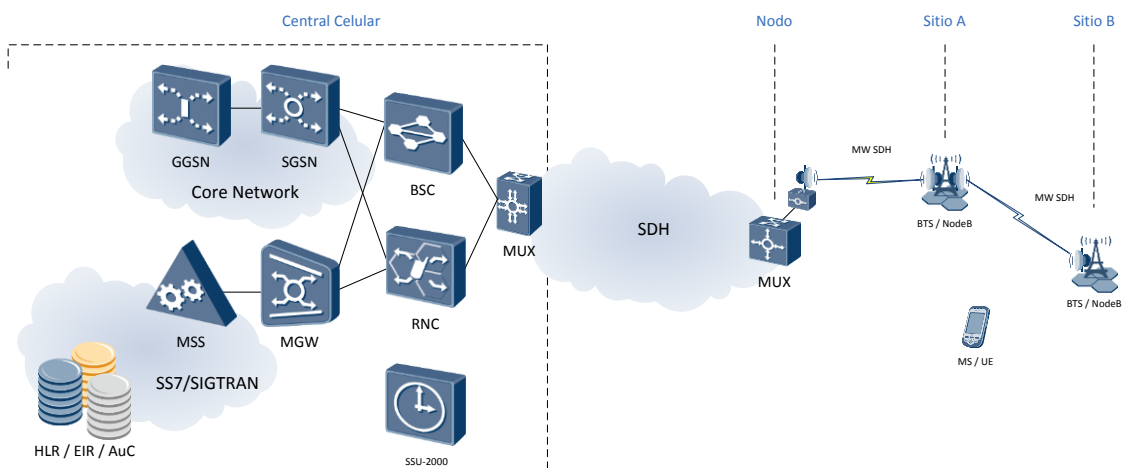 Central Celular
Nodo
Sitio A
Sitio B
GGSN
SGSN
Core Network
BSC
MUX
SDH
MUX
MW SDH
BTS / NodeB
MW SDH
BTS / NodeB
MSS
MGW
RNC
SS7/SIGTRAN
HLR / EIR / AuC
SSU-2000
MS / UE